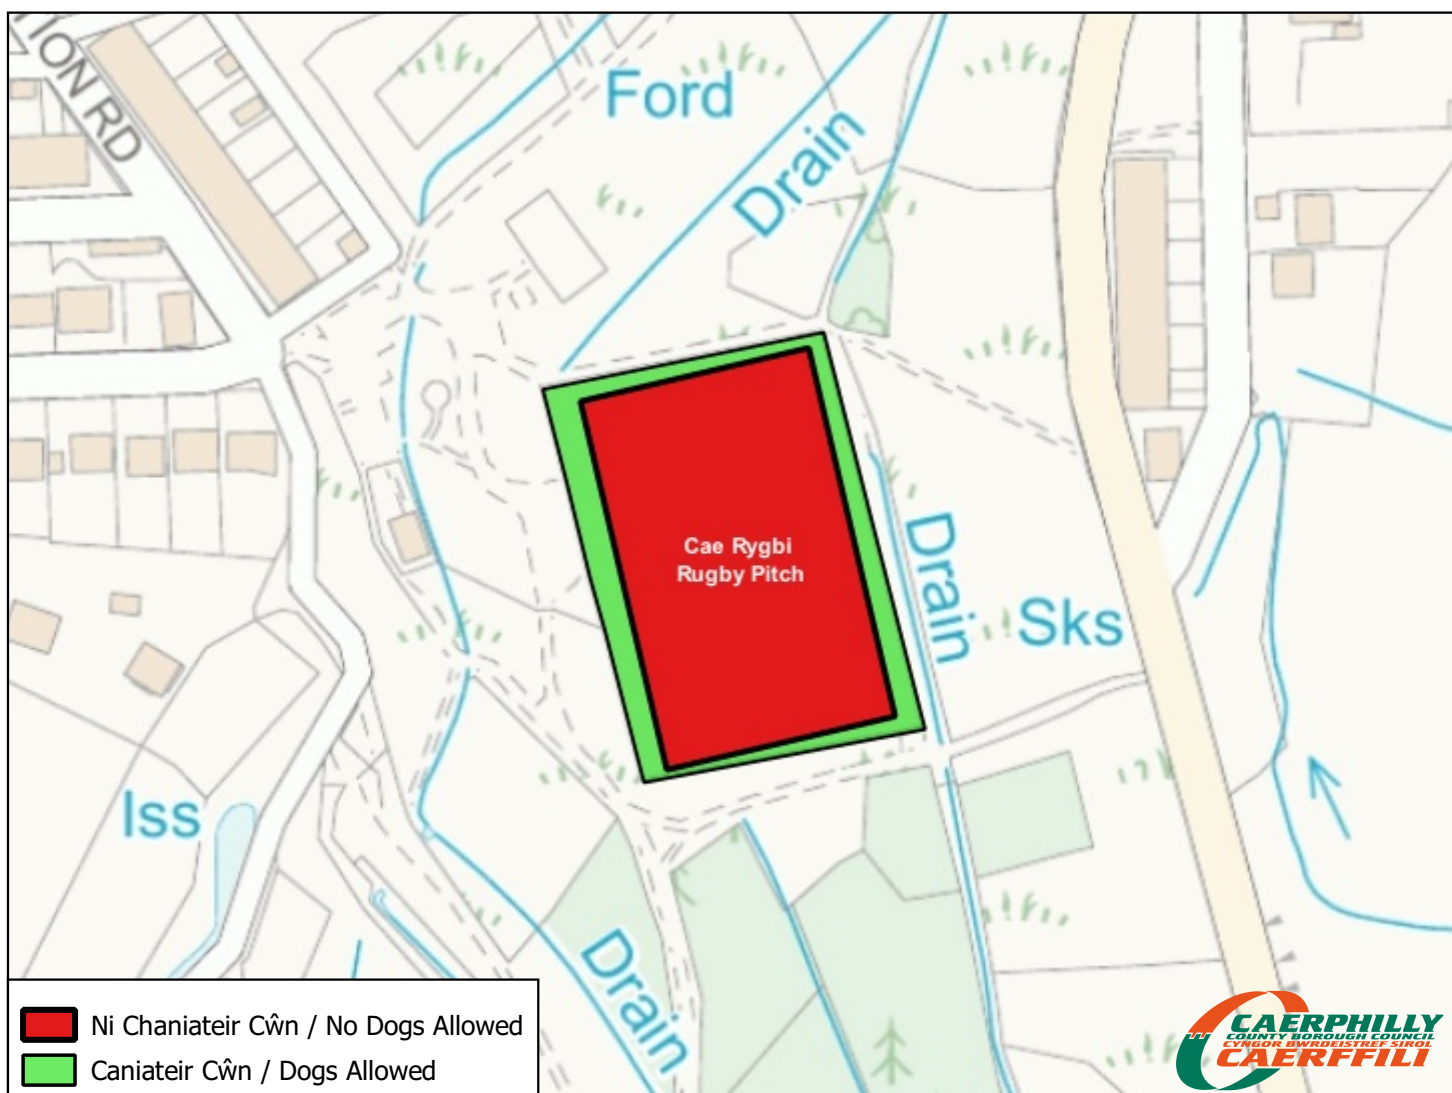 TION RD
Ford
Drain
Cae Rygbi
Rugby Pitch
Drain
Sks
Iss
Drain
Ni Chaniateir Cŵn / No Dogs Allowed
Caniateir Cŵn / Dogs Allowed
CAERPHILLY
COUNTY BOROUGH COUNCIL
CYNGOR BWRDEISTREF SIROL
CAERFFILI